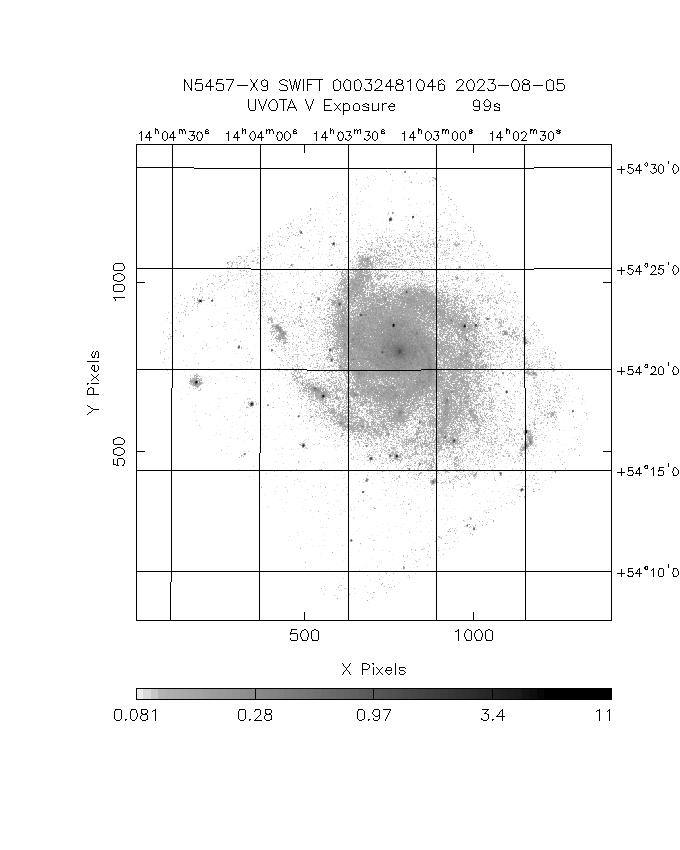 N5457-X9 SWIFT 00032481046 2023-08-05
UVOTA V Exposure 99s
14ʰ04ᵐ30ˢ 14ʰ04ᵐ00ˢ 14ʰ03ᵐ30ˢ 14ʰ03ᵐ00ˢ 14ʰ02ᵐ30ˢ
+54°30'0
+54°25'0
+54°20'0
+54°15'0
+54°10'0
1000
500
Y Pixels
500 1000
X Pixels
0.081 0.28 0.97 3.4 11